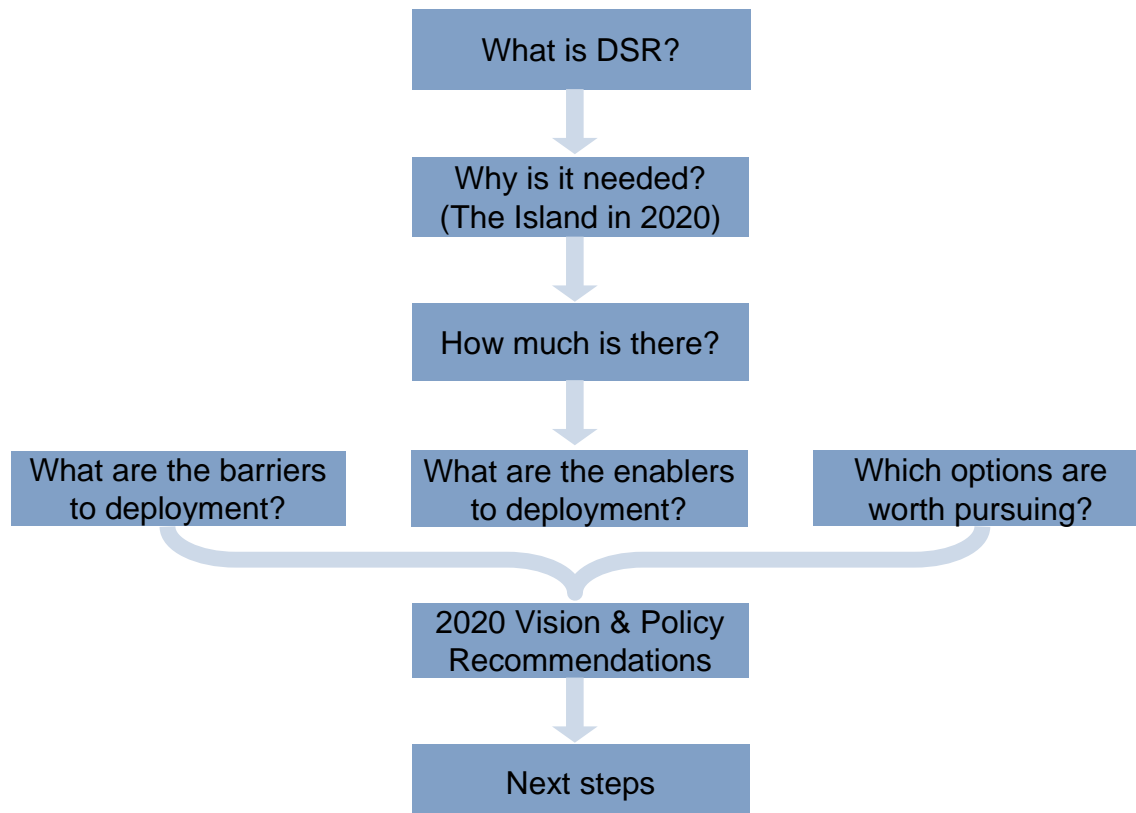 What is DSR?
Why is it needed?
(The Island in 2020)
How much is there?
What are the barriers
to deployment?
What are the enablers
to deployment?
Which options are
worth pursuing?
2020 Vision & Policy
Recommendations
Next steps